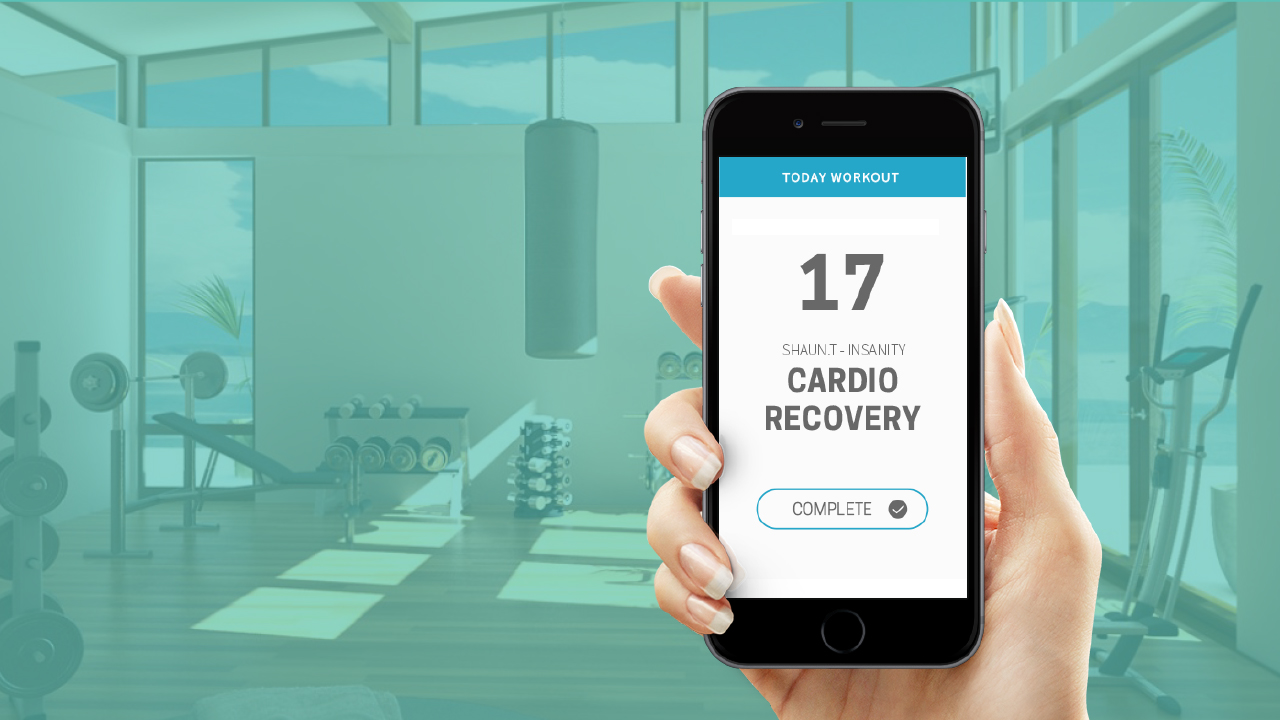 TODAY WORKOUT
17
SHAUN.T - INSANITY
CARDIO
RECOVERY
COMPLETE